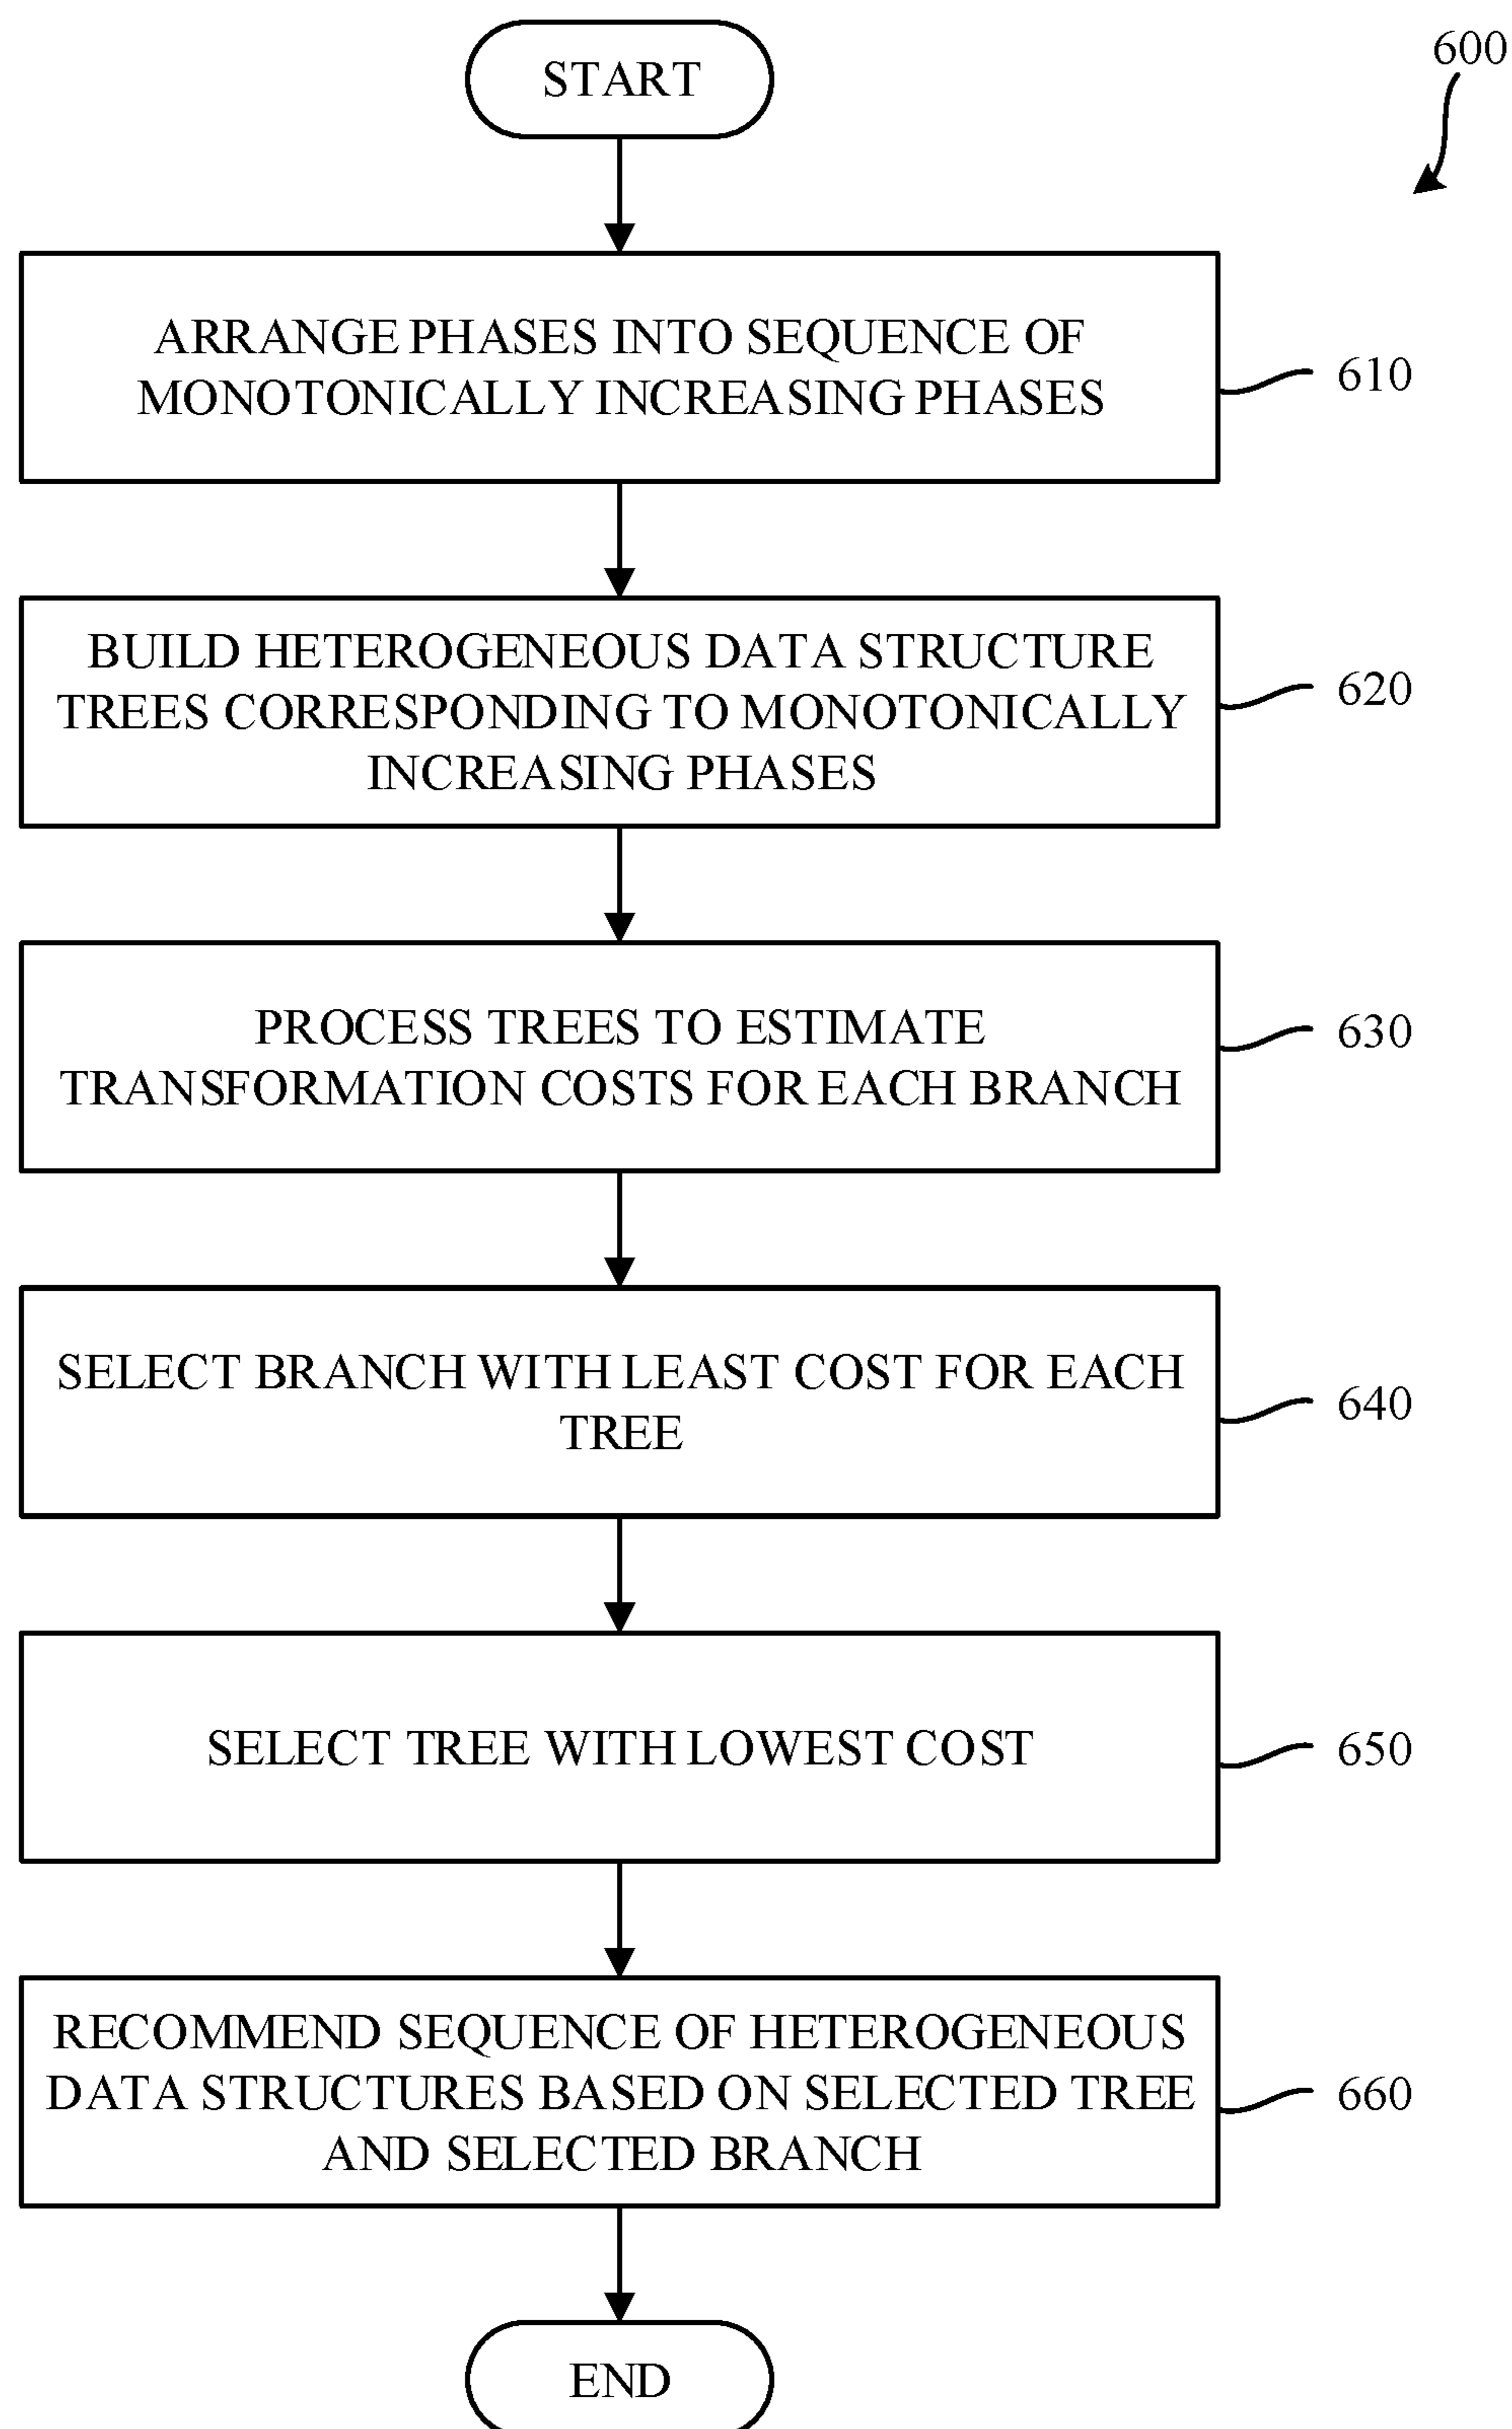 START
600
ARRANGE PHASES INTO SEQUENCE OF
MONOTONICALLY INCREASING PHASES
610
BUILD HETEROGENEOUS DATA STRUCTURE
TREES CORRESPONDING TO MONOTONICALLY
INCREASING PHASES
620
PROCESS TREES TO ESTIMATE
TRANSFORMATION COSTS FOR EACH BRANCH
630
SELECT BRANCH WITH LEAST COST FOR EACH
TREE
640
SELECT TREE WITH LOWEST COST
650
RECOMMEND SEQUENCE OF HETEROGENEOUS
DATA STRUCTURES BASED ON SELECTED TREE
AND SELECTED BRANCH
660
END